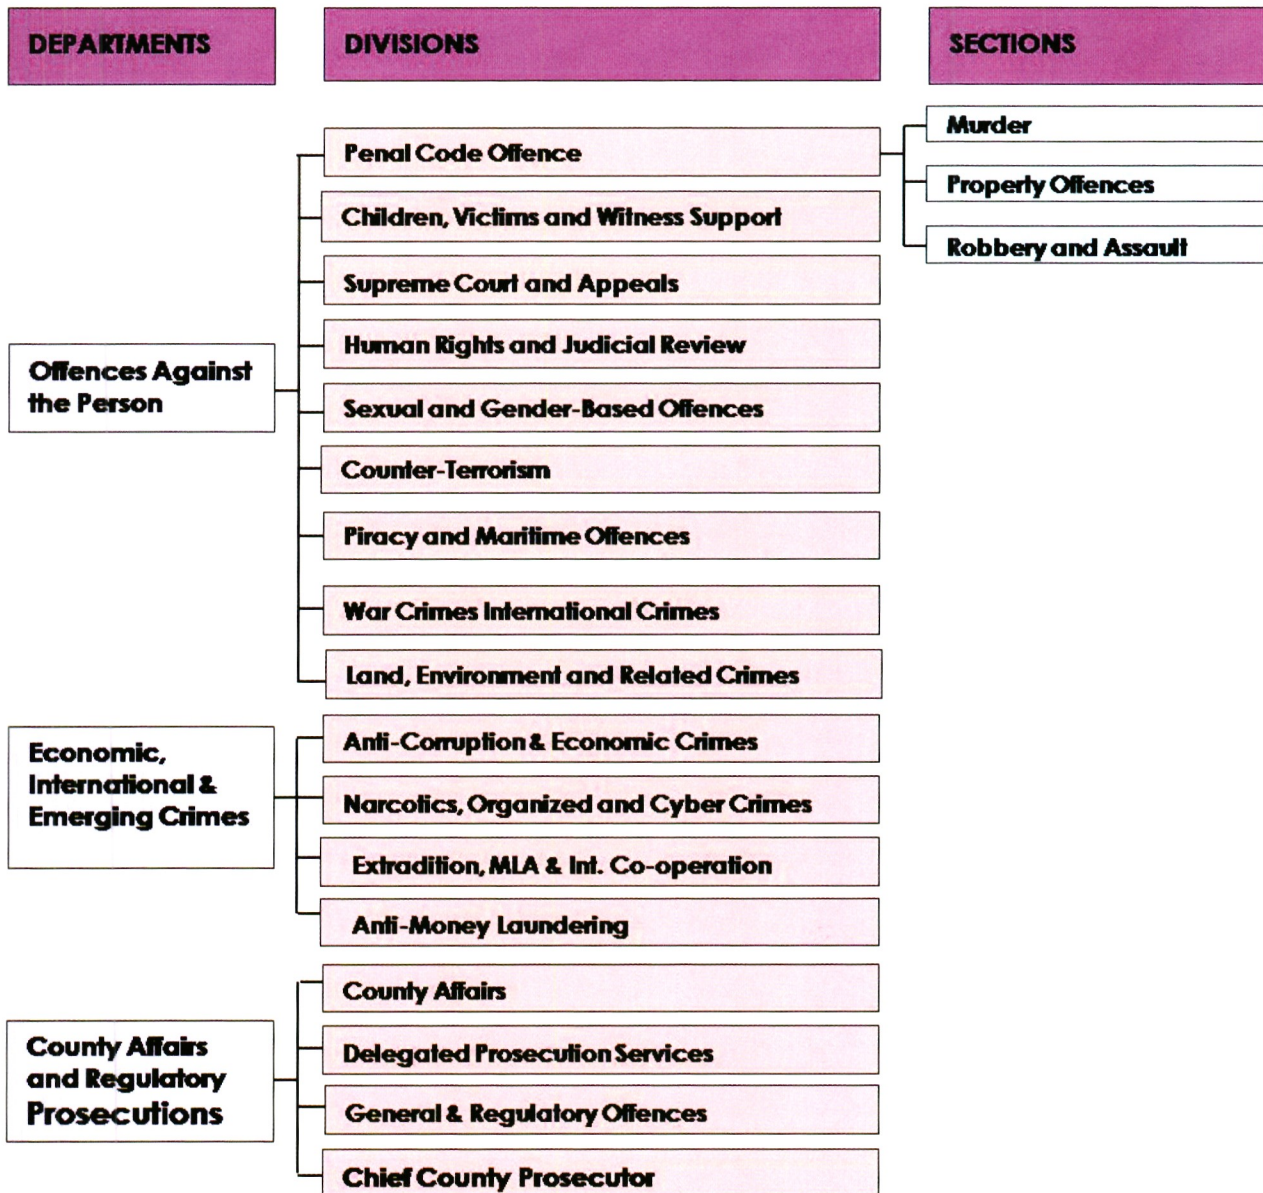 DEPARTMENTS
DIVISIONS
SECTIONS
Offences Against
the Person
Penal Code Offence
Murder
Property Offences
Robbery and Assault
Children, Victims and Witness Support
Supreme Court and Appeals
Human Rights and Judicial Review
Sexual and Gender-Based Offences
Counter-Terrorism
Piracy and Maritime Offences
War Crimes International Crimes
Land, Environment and Related Crimes
Economic,
International &
Emerging Crimes
Anti-Corruption & Economic Crimes
Narcotics, Organized and Cyber Crimes
Extradition, MLA & Int. Co-operation
Anti-Money Laundering
County Affairs
and Regulatory
Prosecutions
County Affairs
Delegated Prosecution Services
General & Regulatory Offences
Chief County Prosecutor